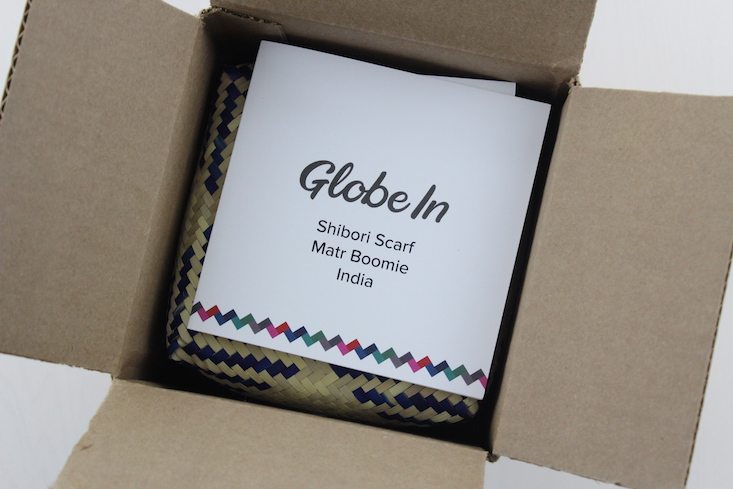 Globe In
Shibori Scarf
Matr Boomie
India